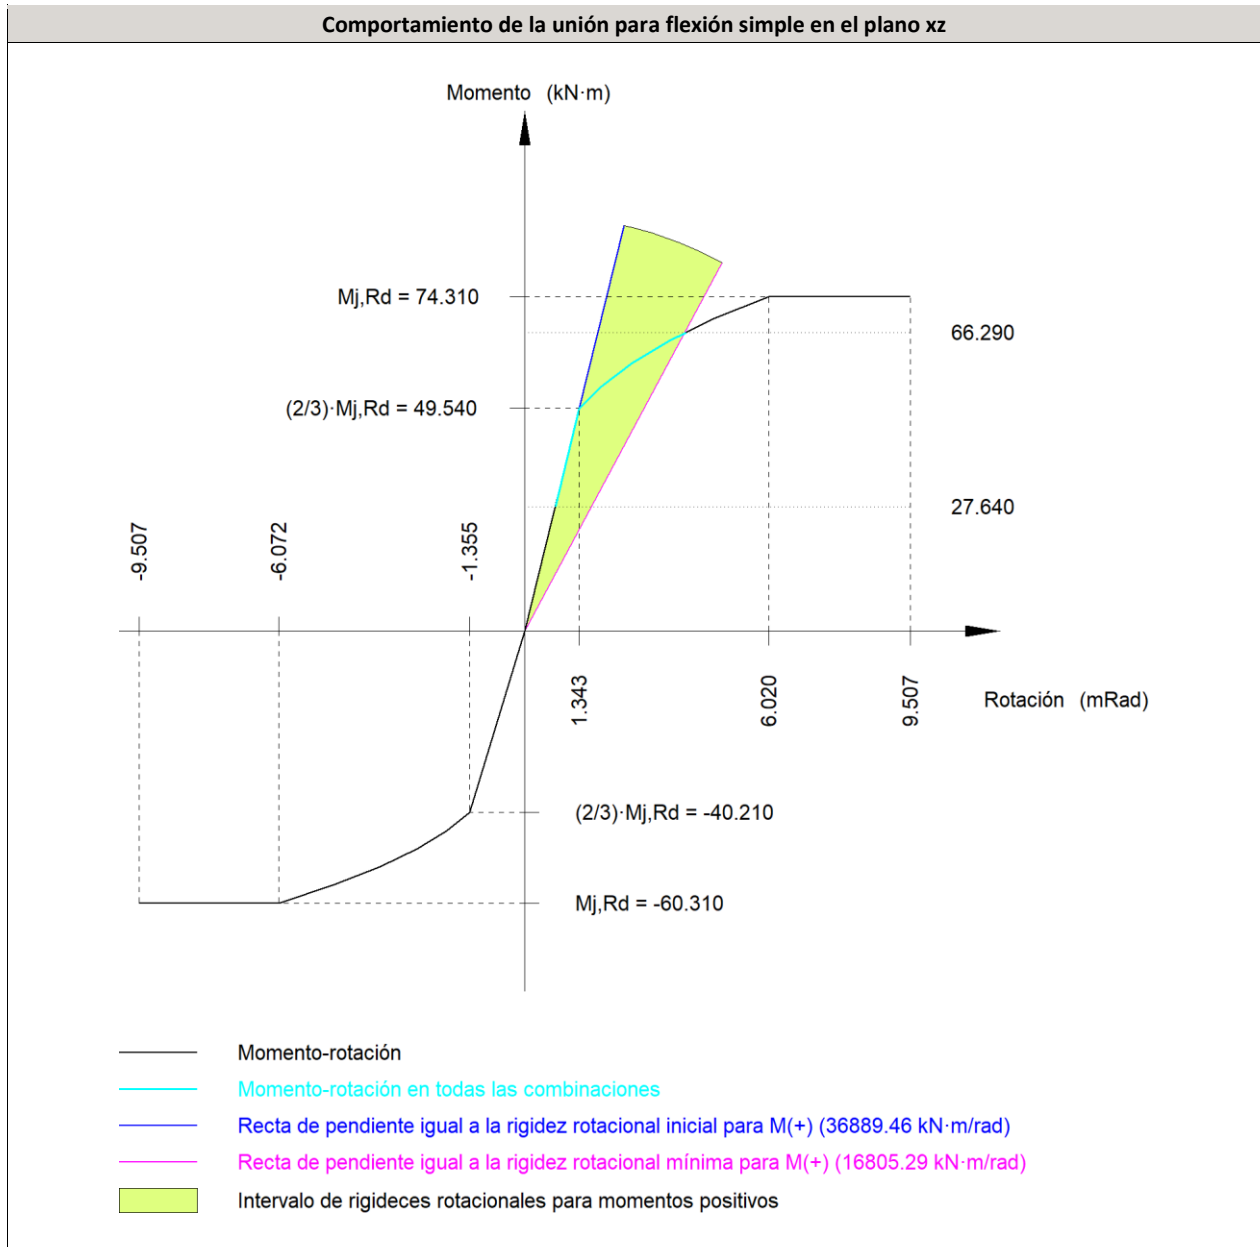 Comportamiento de la unión para flexión simple en el plano xz
Momento (kN·m)
Mj,Rd = 74.310
66.290
(2/3)·Mj,Rd = 49.540
27.640
-9.507
-6.072
-1.355
1.343
6.020
9.507
Rotación (mRad)
(2/3)·Mj,Rd = -40.210
Mj,Rd = -60.310
Momento-rotación
Momento-rotación en todas las combinaciones
Recta de pendiente igual a la rigidez rotacional inicial para M(+) (36889.46 kN·m/rad)
Recta de pendiente igual a la rigidez rotacional mínima para M(+) (16805.29 kN·m/rad)
Intervalo de rigideces rotacionales para momentos positivos